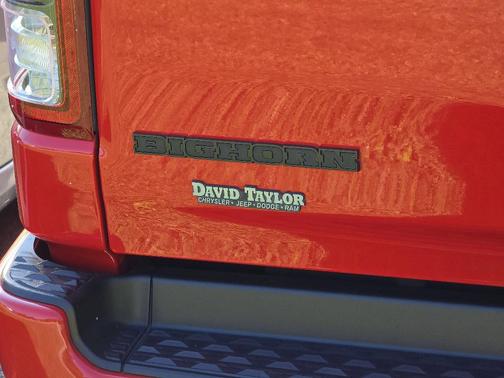 BIGHORN
DAVID TAYLOR
CHRYSLER • JEEP • DODGE • RAM